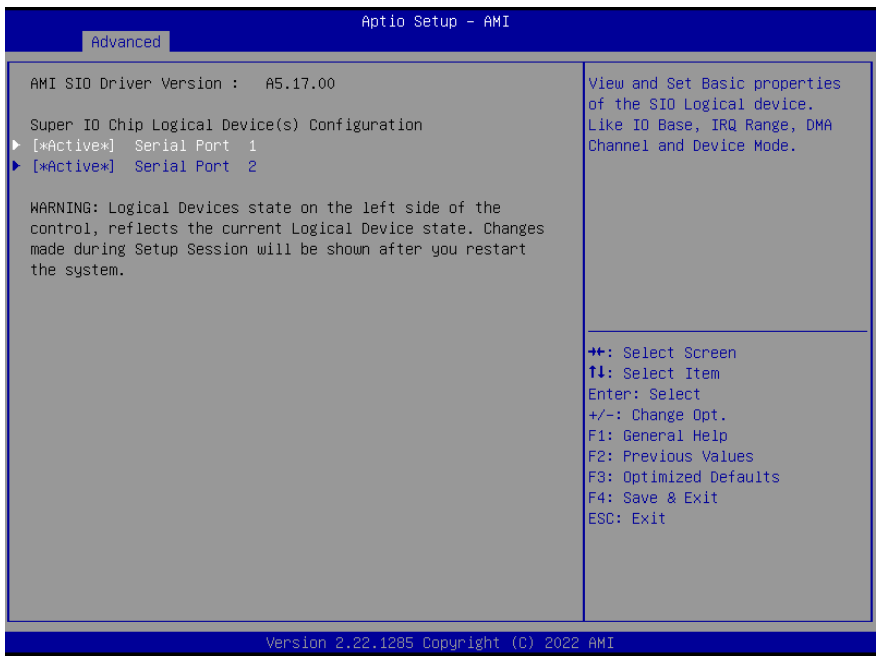 Aptio Setup – AMI
Advanced
AMI SIO Driver Version : A5.17.00
Super IO Chip Logical Device(s) Configuration
[*Active*] Serial Port 1
[*Active*] Serial Port 2
WARNING: Logical Devices state on the left side of the
control, reflects the current Logical Device state. Changes
made during Setup Session will be shown after you restart
the system.
View and Set Basic properties
of the SIO Logical device.
Like IO Base, IRQ Range, DMA
Channel and Device Mode.
→←: Select Screen
↑↓: Select Item
Enter: Select
+/-: Change Opt.
F1: General Help
F2: Previous Values
F3: Optimized Defaults
F4: Save & Exit
ESC: Exit
Version 2.22.1285 Copyright (C) 2022 AMI